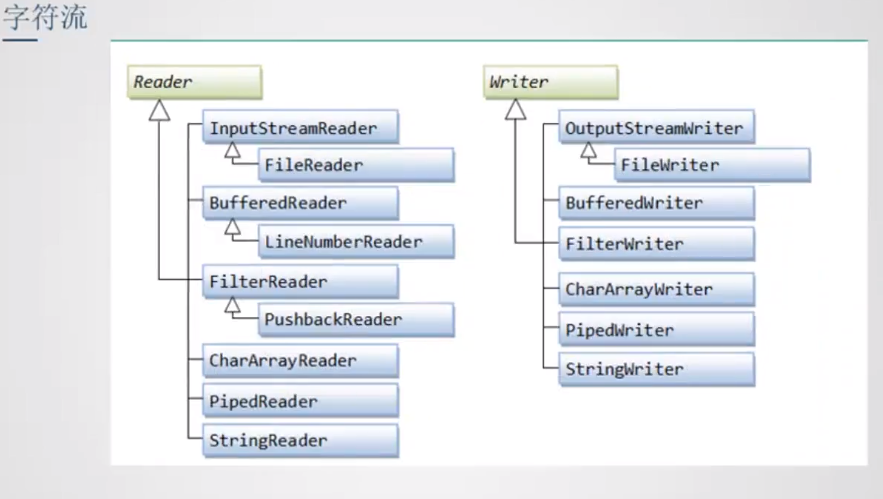 字符流
Reader
InputStreamReader
FileReader
BufferedReader
LineNumberReader
FilterReader
PushbackReader
CharArrayReader
PipedReader
StringReader
Writer
OutputStreamWriter
FileWriter
BufferedWriter
FilterWriter
CharArrayWriter
PipedWriter
StringWriter